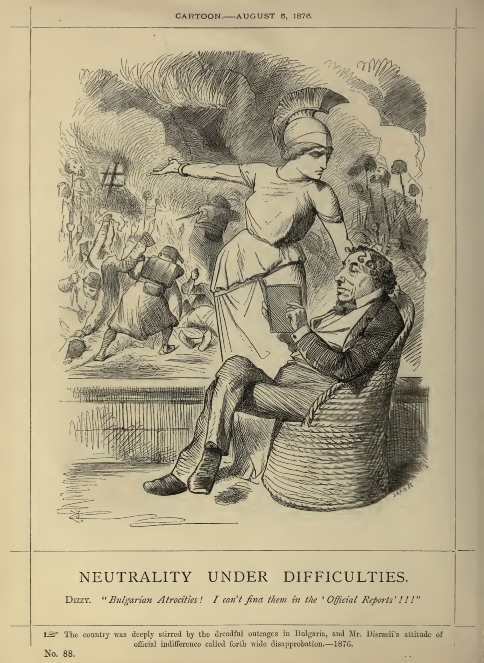 CARTOON.—AUGUST 5, 1876.
SWAIN
NEUTRALITY UNDER DIFFICULTIES.
DIZZY. "Bulgarian Atrocities! I can't find them in the 'Official Reports'!!!"
☞ The country was deeply stirred by the dreadful outrages in Bulgaria, and Mr. Disraeli's attitude of
official indifference called forth wide disapprobation.—1876.
No. 88.